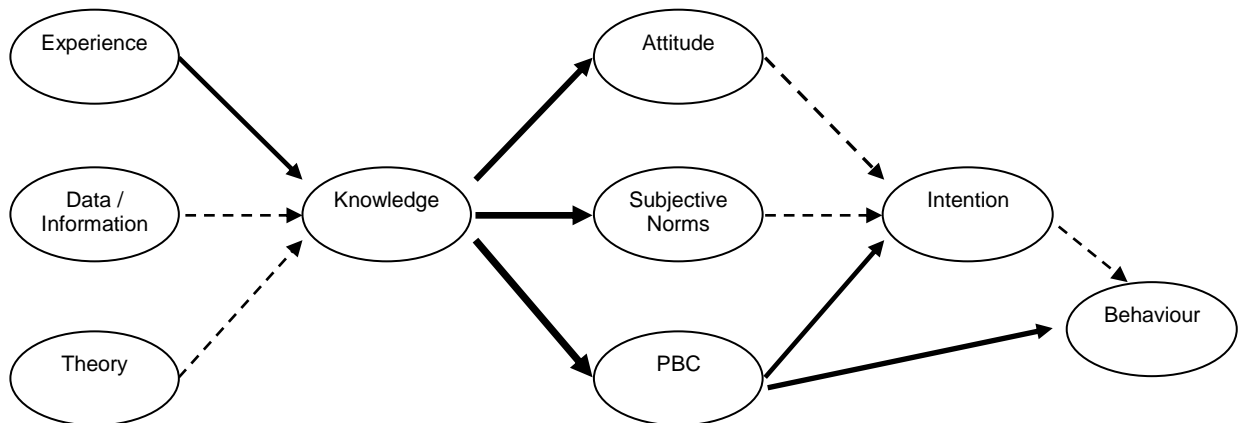 Experience
Attitude
Data /
Information
Knowledge
Subjective
Norms
Intention
Behaviour
Theory
PBC